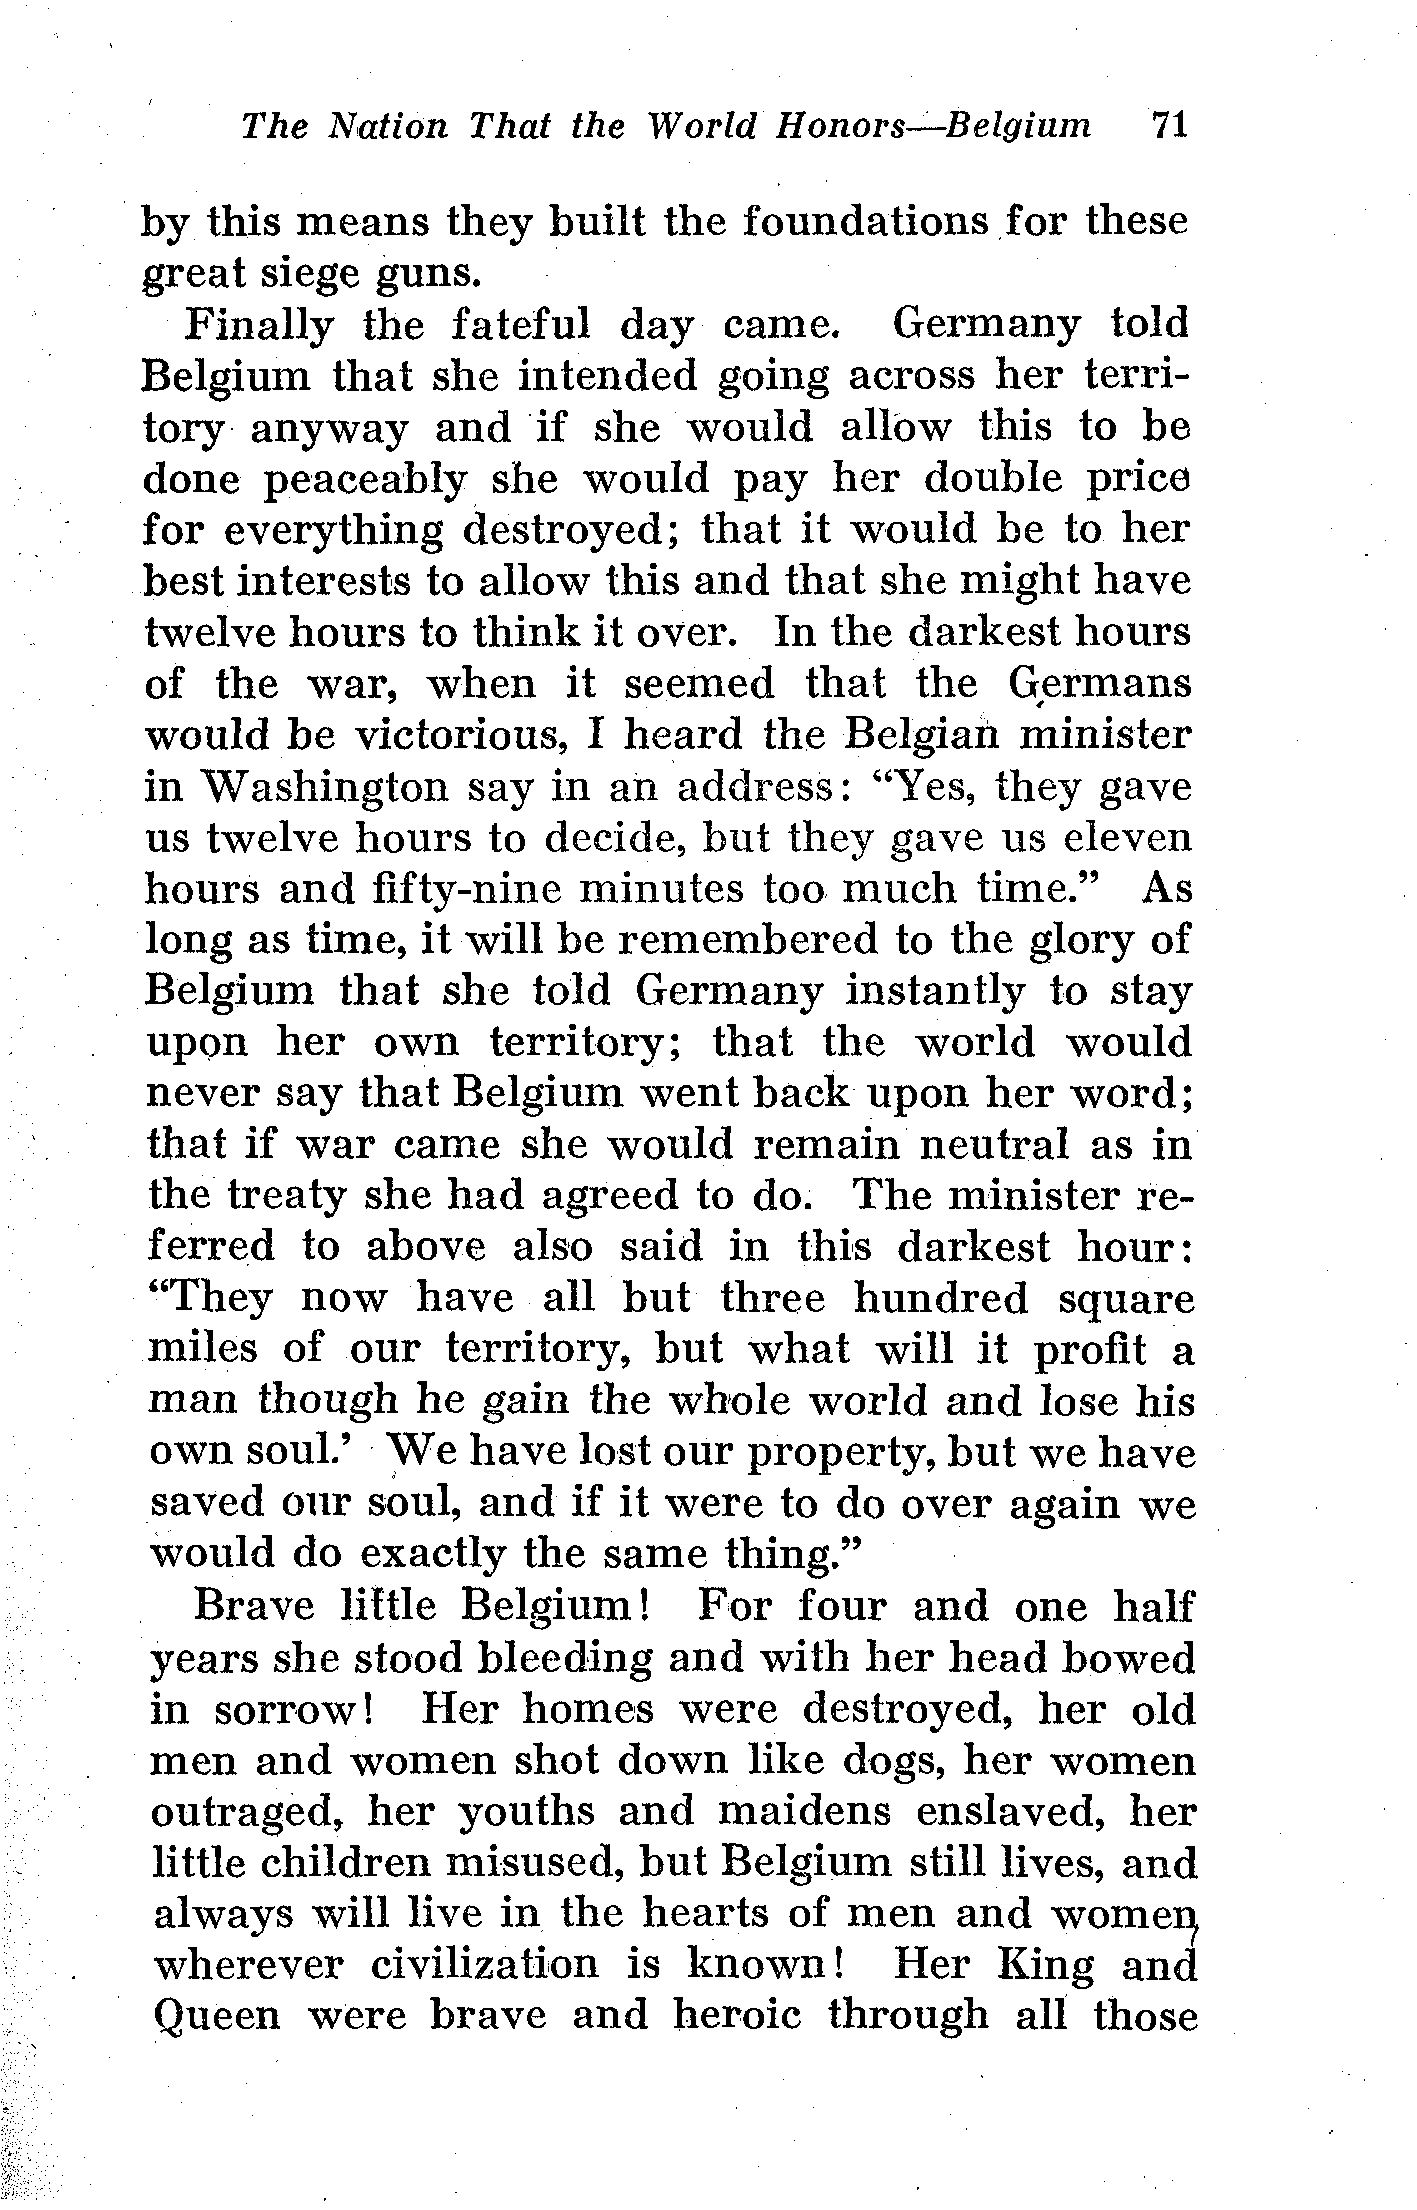 The Nation That the World Honors—Belgium 71
by this means they built the foundations for these
great siege guns.
Finally the fateful day came. Germany told
Belgium that she intended going across her terri-
tory anyway and if she would allow this to be
done peaceably she would pay her double price
for everything destroyed; that it would be to her
best interests to allow this and that she might have
twelve hours to think it over. In the darkest hours
of the war, when it seemed that the Germans
would be victorious, I heard the Belgian minister
in Washington say in an address: “Yes, they gave
us twelve hours to decide, but they gave us eleven
hours and fifty-nine minutes too much time.” As
long as time, it will be remembered to the glory of
Belgium that she told Germany instantly to stay
upon her own territory; that the world would
never say that Belgium went back upon her word;
that if war came she would remain neutral as in
the treaty she had agreed to do. The minister re-
ferred to above also said in this darkest hour:
“They now have all but three hundred square
miles of our territory, but what will it profit a
man though he gain the whole world and lose his
own soul.’ We have lost our property, but we have
saved our soul, and if it were to do over again we
would do exactly the same thing.”
Brave little Belgium! For four and one half
years she stood bleeding and with her head bowed
in sorrow! Her homes were destroyed, her old
men and women shot down like dogs, her women
outraged, her youths and maidens enslaved, her
little children misused, but Belgium still lives, and
always will live in the hearts of men and women
wherever civilization is known! Her King and
Queen were brave and heroic through all those